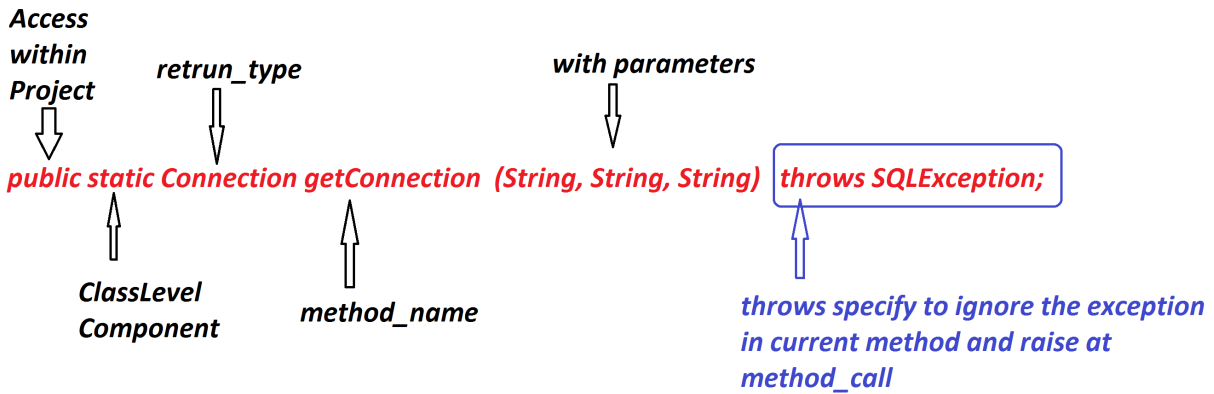 Access
within
Project
retrun_type
with parameters
public static Connection getConnection (String, String, String) throws SQLException;
ClassLevel
Component
method_name
throws specify to ignore the exception
in current method and raise at
method_call